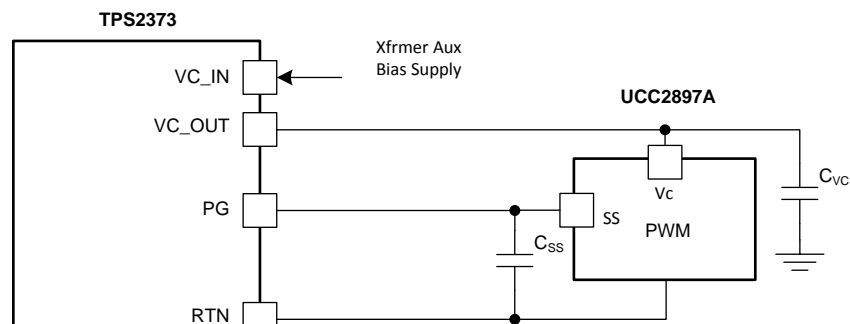 TPS2373
Xfrmer Aux
Bias Supply
VC_IN
UCC2897A
VC_OUT
Vc
CVC
PG
SS
PWM
CSS
RTN